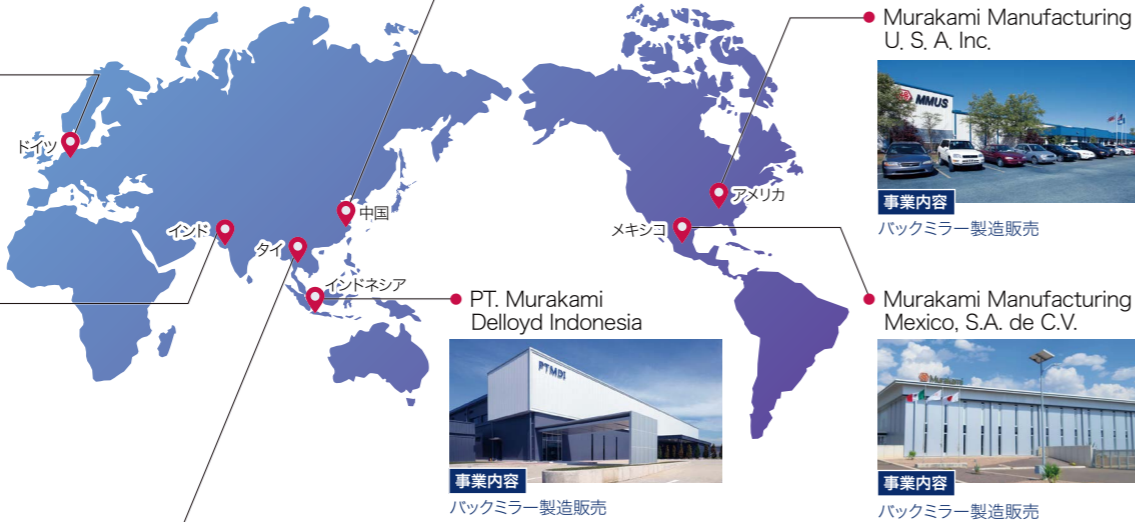 Murakami Manufacturing
U. S. A. Inc.
MMUS
事業内容
バックミラー製造販売
ドイツ
中国
インド
タイ
インドネシア
アメリカ
メキシコ
PT. Murakami
Delloyd Indonesia
PTMDI
事業内容
バックミラー製造販売
Murakami Manufacturing
Mexico, S.A. de C.V.
Murakami
事業内容
バックミラー製造販売